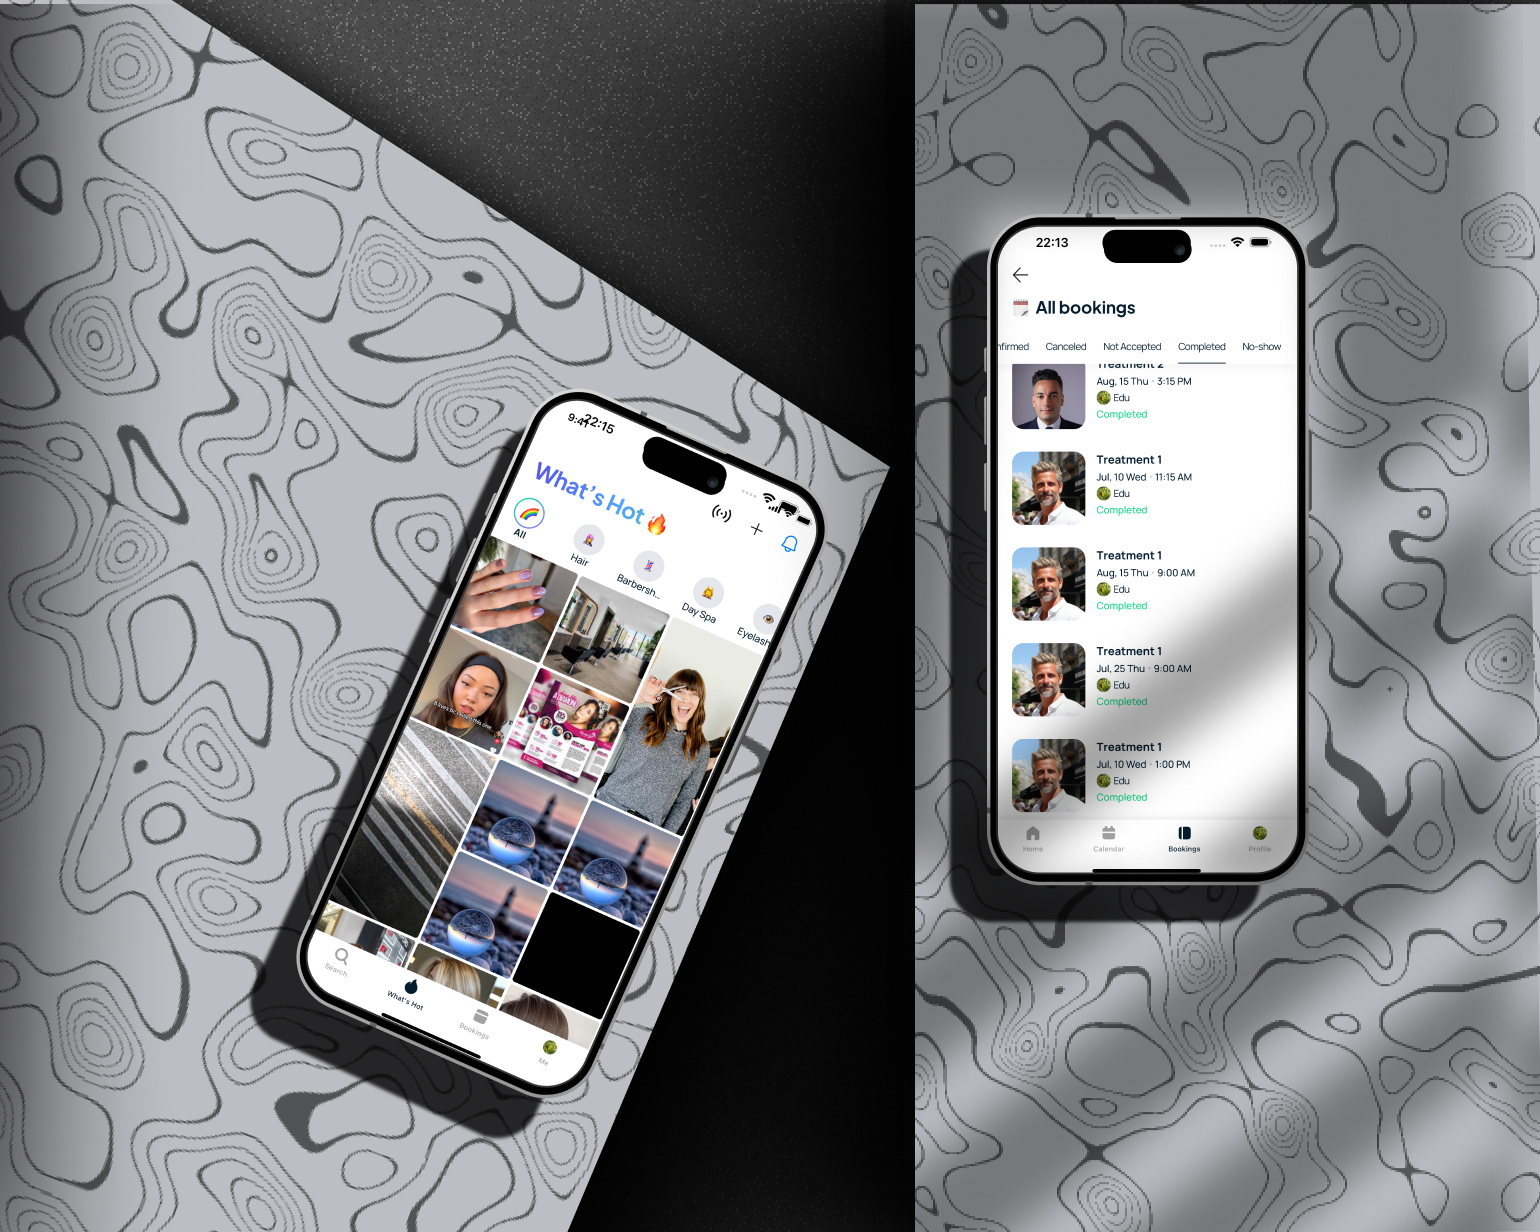 9:41
22:15
What's Hot 🔥
All
Hair
Barbersh...
Day Spa
Eyelash
Search
What's Hot
Bookings
Me
22:13
All bookings
nfirmed Canceled Not Accepted Completed No-show
Treatment 2
Aug, 15 Thu · 3:15 PM
Edu
Completed
Treatment 1
Jul, 10 Wed · 11:15 AM
Edu
Completed
Treatment 1
Aug, 15 Thu · 9:00 AM
Edu
Completed
Treatment 1
Jul, 25 Thu · 9:00 AM
Edu
Completed
Treatment 1
Jul, 10 Wed · 1:00 PM
Edu
Completed
Home Calendar Bookings Profile